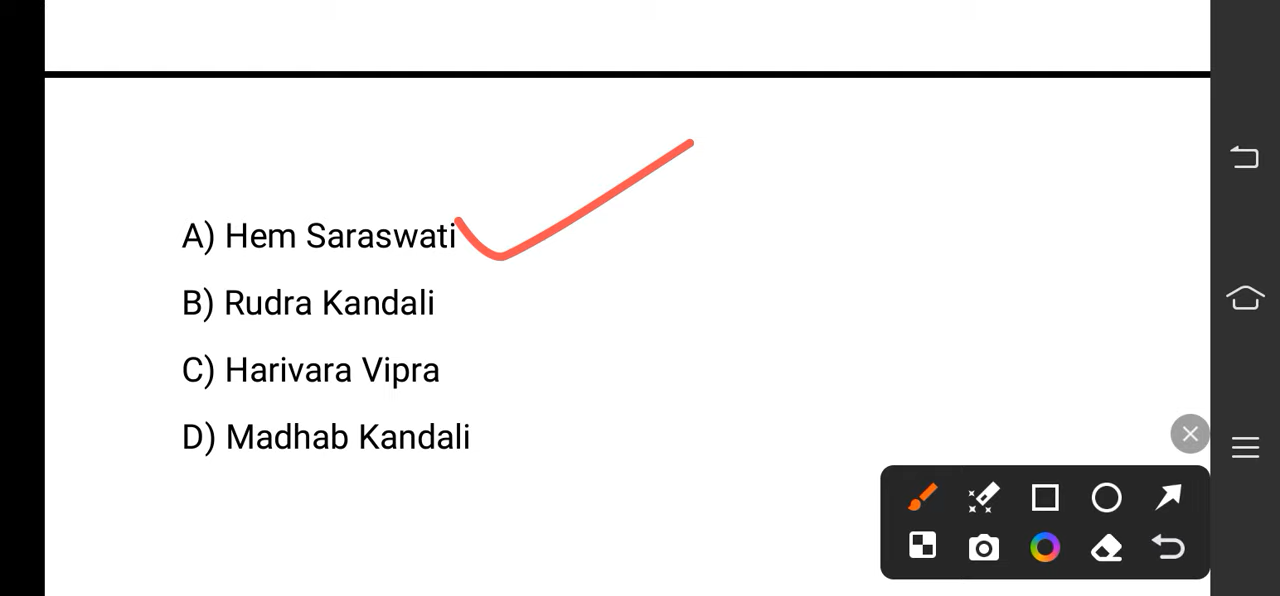 A) Hem Saraswati
B) Rudra Kandali
C) Harivara Vipra
D) Madhab Kandali